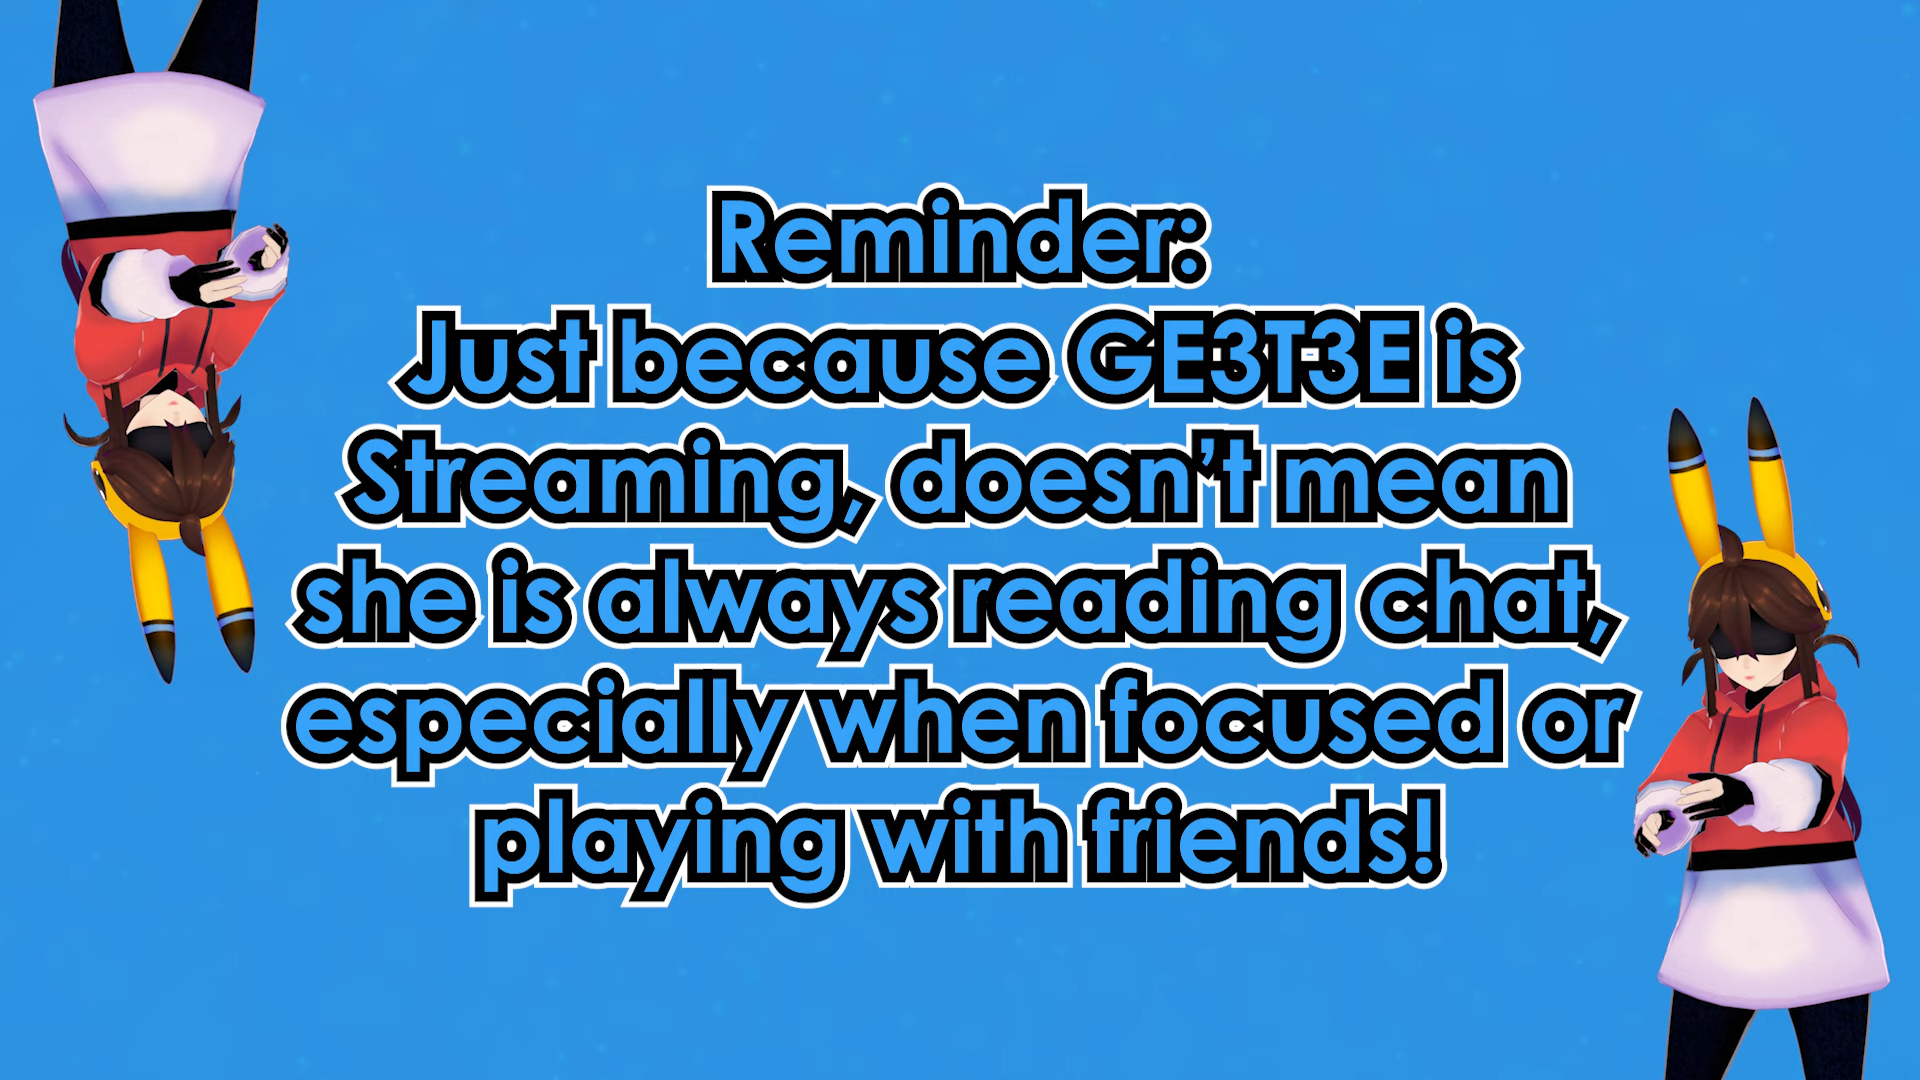 Reminder:
Just because GE3T3E is
Streaming, doesn’t mean
she is always reading chat,
especially when focused or
playing with friends!